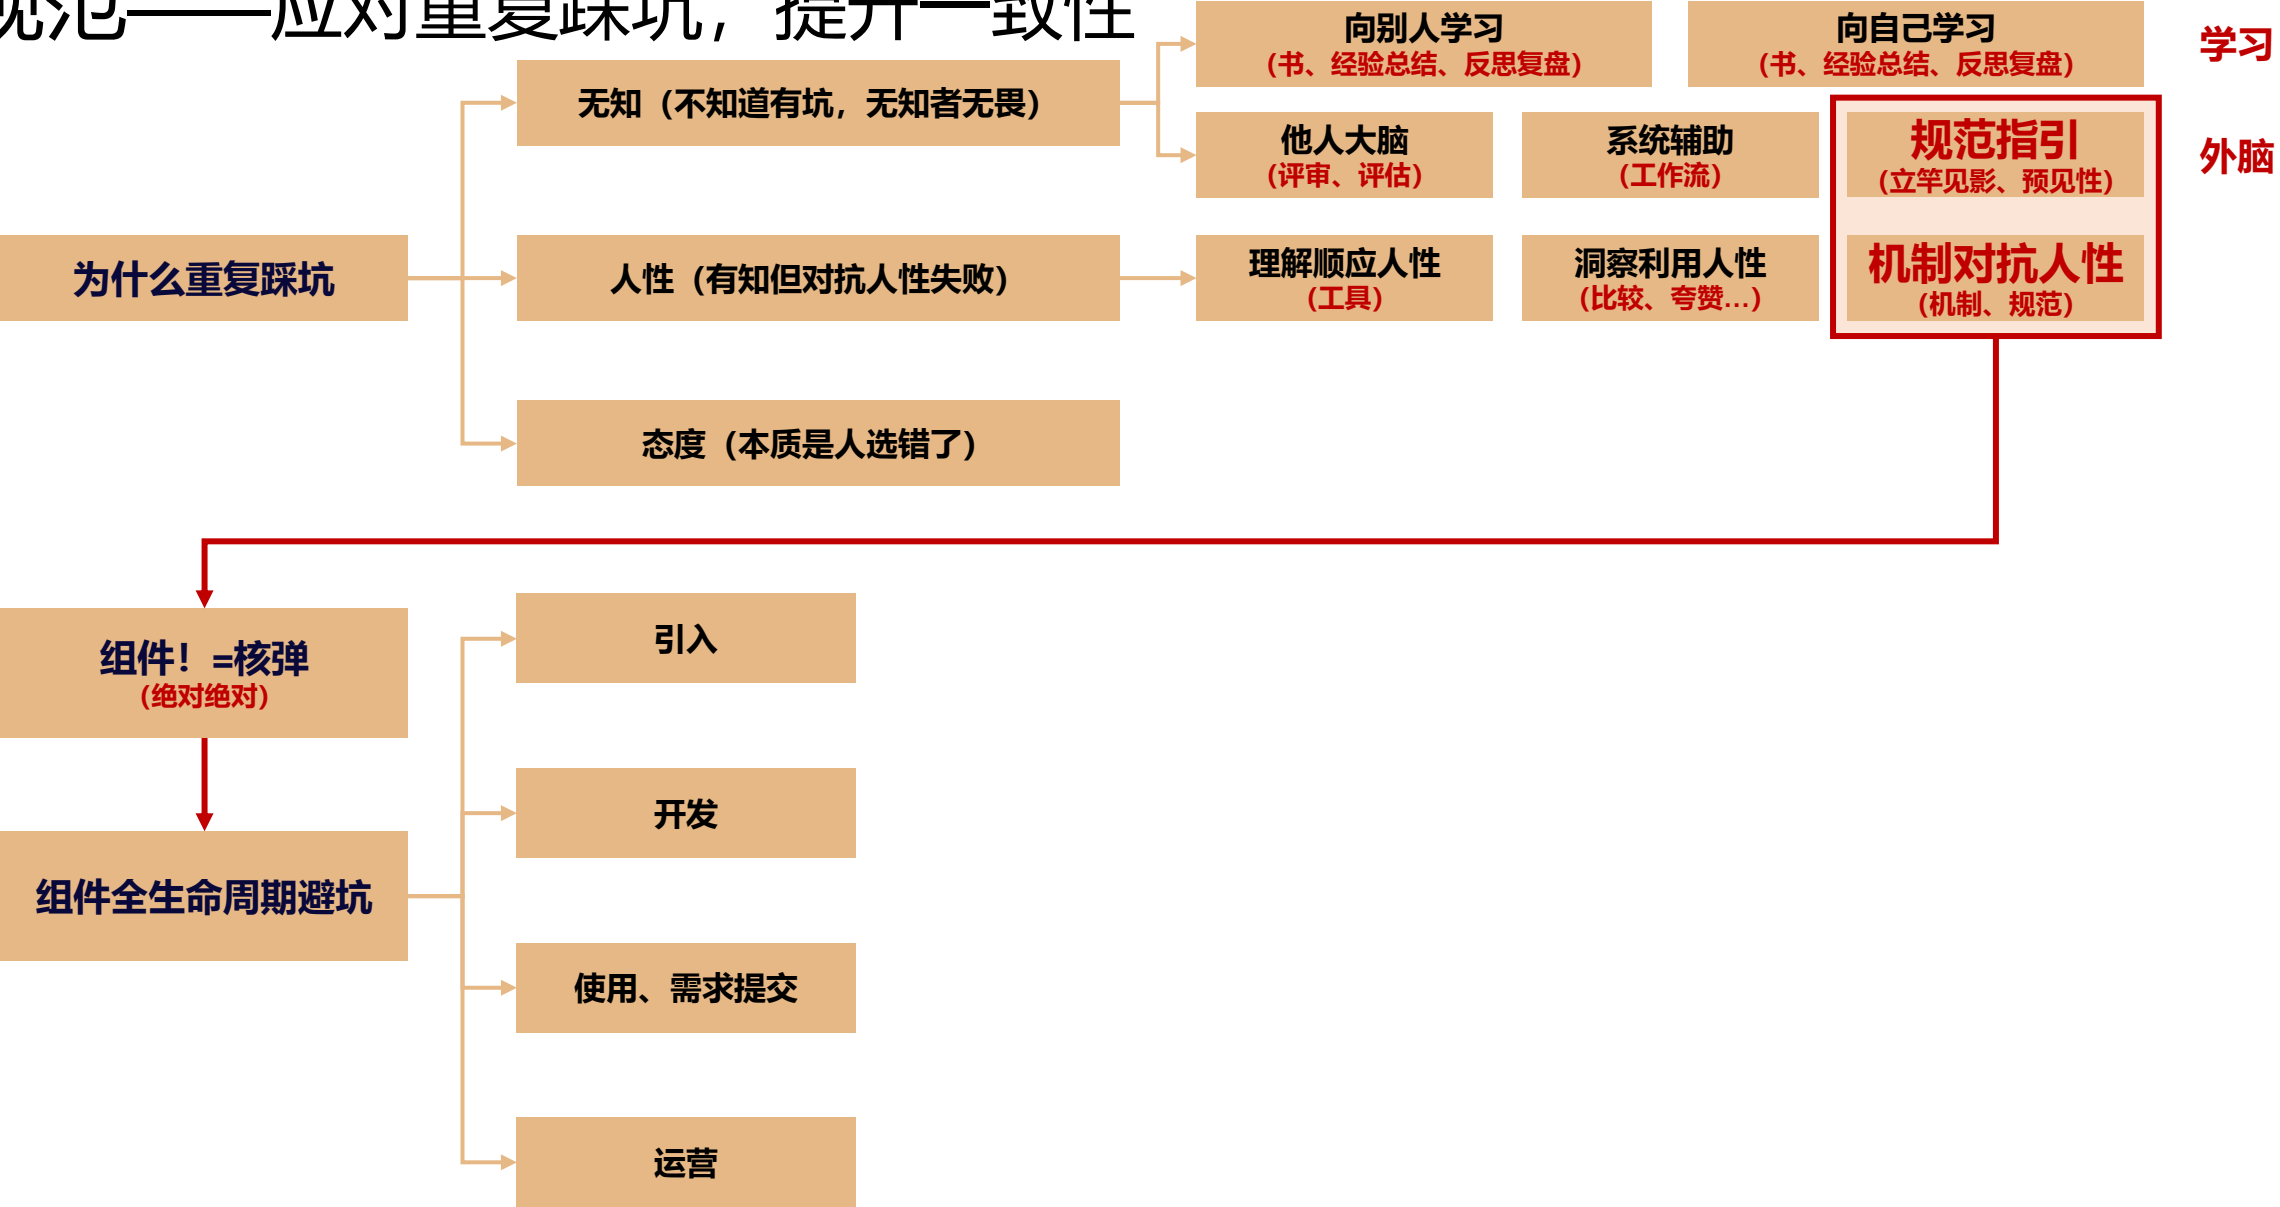 规范——应对重复踩坑，提升一致性
向别人学习
（书、经验总结、反思复盘）
向自己学习
（书、经验总结、反思复盘）
学习
无知（不知道有坑，无知者无畏）
他人大脑
（评审、评估）
系统辅助
（工作流）
规范指引
（立竿见影、预见性）
外脑
为什么重复踩坑
人性（有知但对抗人性失败）
理解顺应人性
（工具）
洞察利用人性
（比较、夸赞…）
机制对抗人性
（机制、规范）
态度（本质是人选错了）
组件！=核弹
（绝对绝对）
引入
开发
组件全生命周期避坑
使用、需求提交
运营